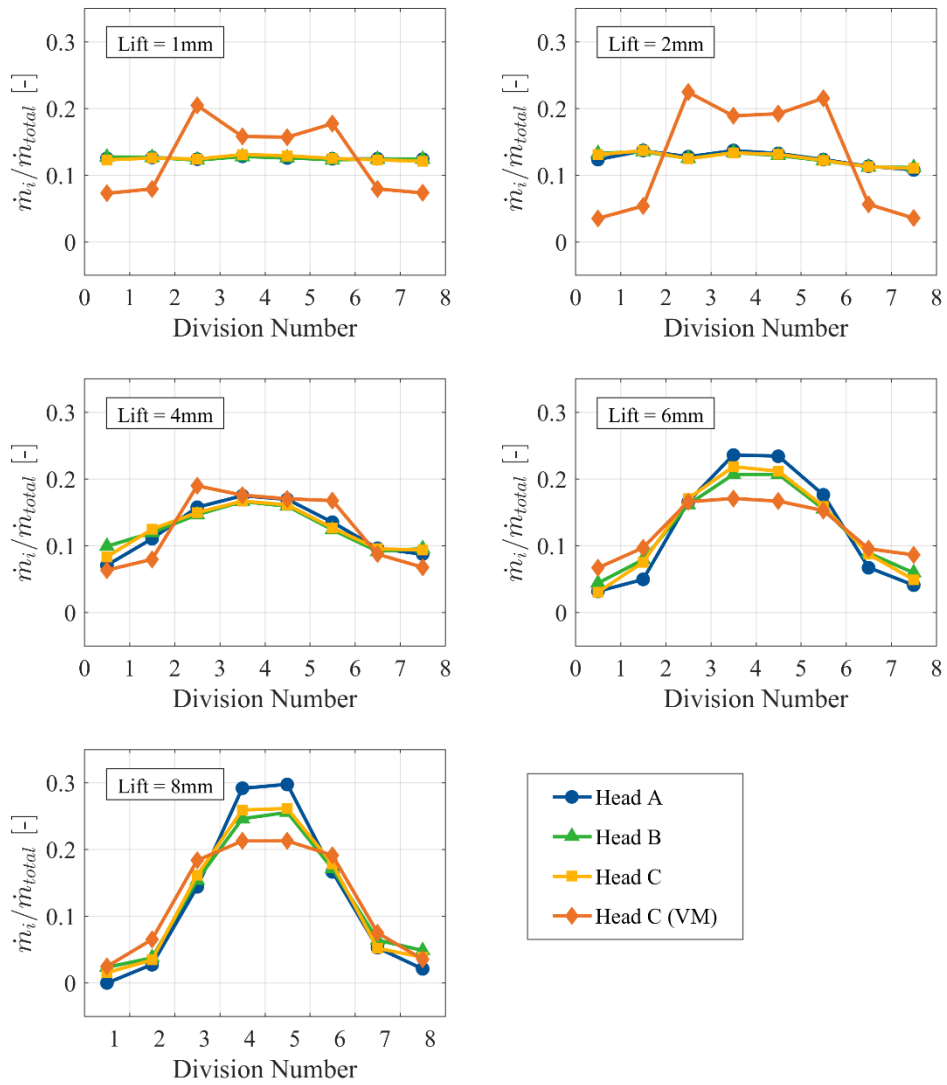 Lift = 1mm
0.3
0.2
0.1
0
ṁ_i/ṁ_total [-]
0 1 2 3 4 5 6 7 8
Division Number
Lift = 2mm
0.3
0.2
0.1
0
ṁ_i/ṁ_total [-]
0 1 2 3 4 5 6 7 8
Division Number
Lift = 4mm
0.3
0.2
0.1
0
ṁ_i/ṁ_total [-]
0 1 2 3 4 5 6 7 8
Division Number
Lift = 6mm
0.3
0.2
0.1
0
ṁ_i/ṁ_total [-]
0 1 2 3 4 5 6 7 8
Division Number
Lift = 8mm
0.3
0.2
0.1
0
ṁ_i/ṁ_total [-]
1 2 3 4 5 6 7 8
Division Number
Head A
Head B
Head C
Head C (VM)